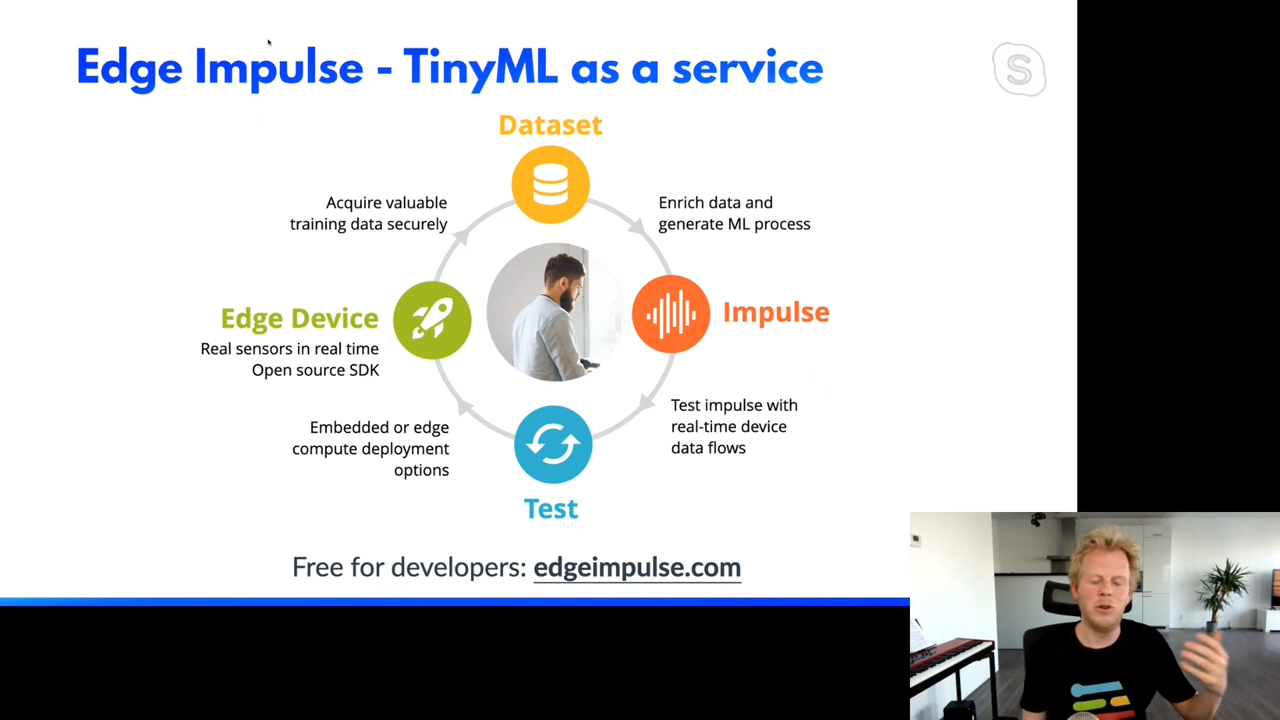 Edge Impulse - TinyML as a service
S
Dataset
Acquire valuable
training data securely
Enrich data and
generate ML process
Edge Device
Real sensors in real time
Open source SDK
Impulse
Embedded or edge
compute deployment
options
Test impulse with
real-time device
data flows
Test
Free for developers: edgeimpulse.com